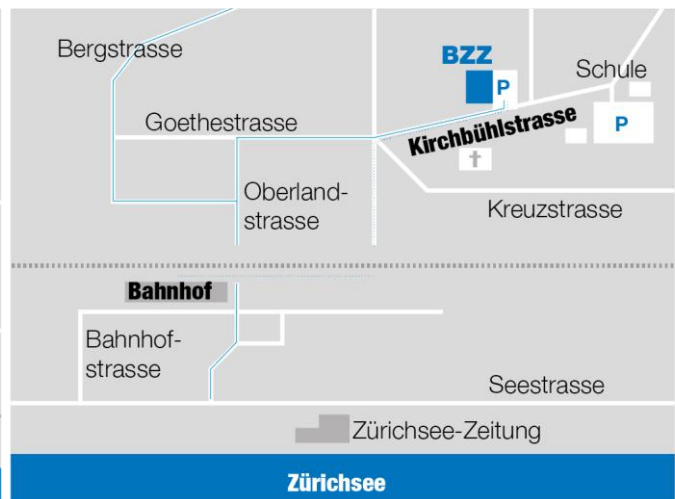 Bergstrasse
BZZ
Schule
P
P
Goethestrasse
Kirchbühlstrasse
Oberland-
strasse
Kreuzstrasse
Bahnhof
Bahnhof-
strasse
Seestrasse
Zürichsee-Zeitung
Zürichsee